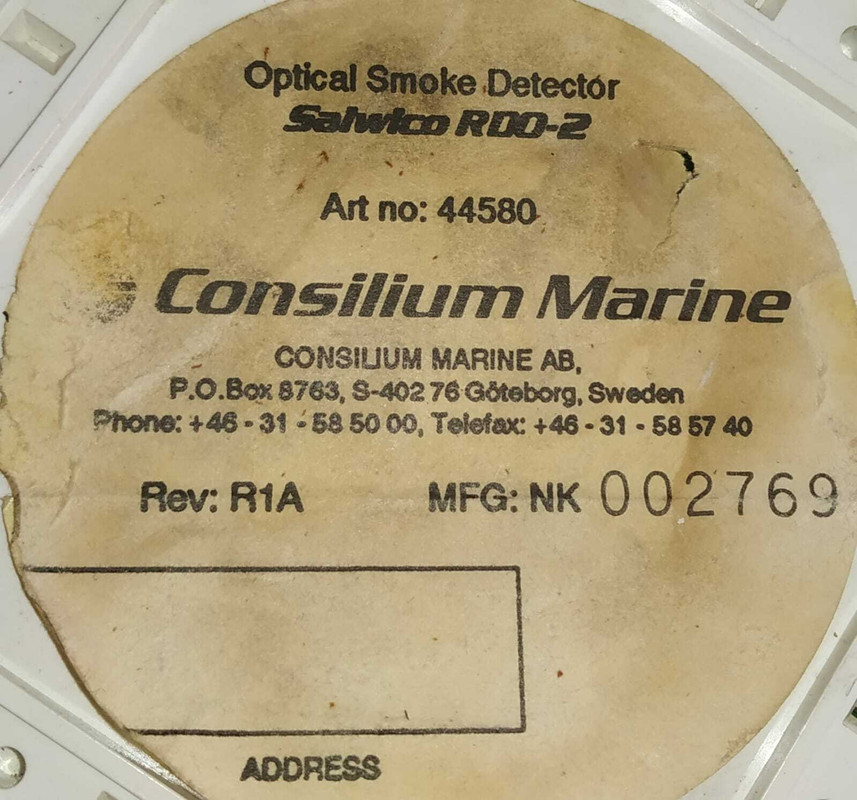 Optical Smoke Detector
Salwico RDO-2
Art no: 44580
Consilium Marine
CONSILIUM MARINE AB,
P.O.Box 8763, S-402 76 Göteborg, Sweden
Phone: +46 - 31 - 58 50 00, Telefax: +46 - 31 - 58 57 40
Rev: R1A MFG: NK 002769
ADDRESS